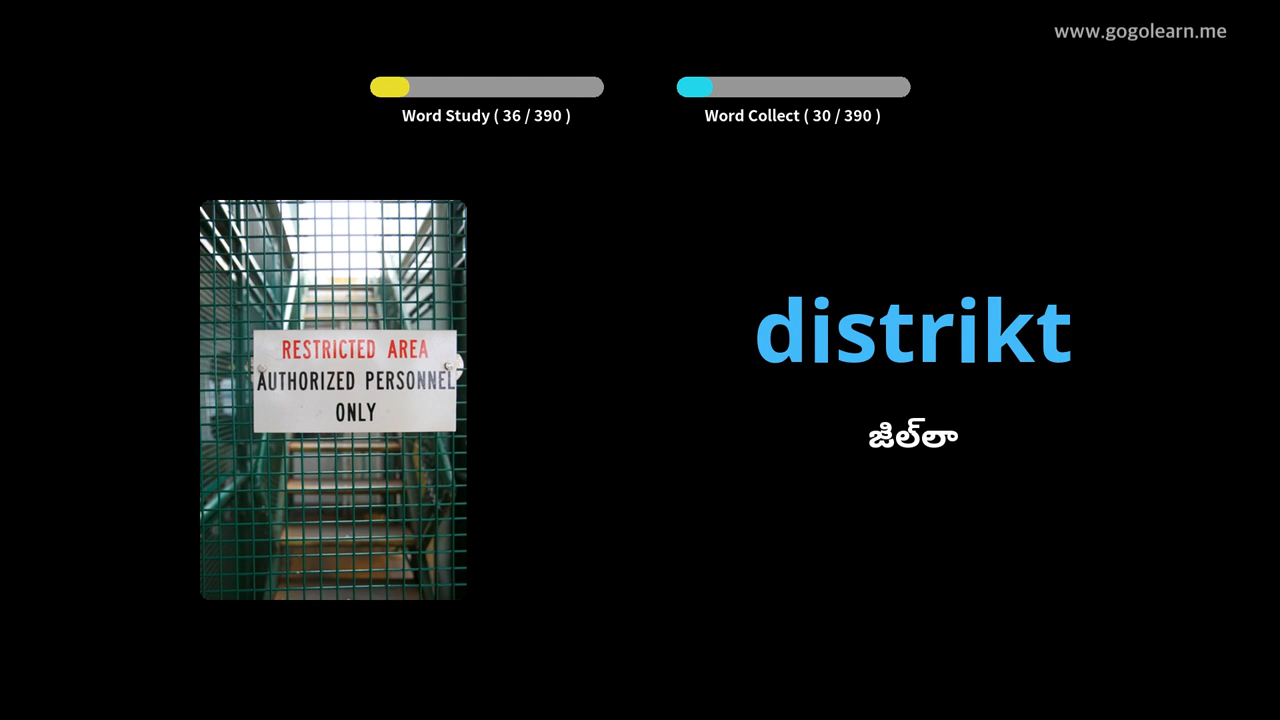 www.gogolearn.me
Word Study ( 36 / 390 )
Word Collect ( 30 / 390 )
RESTRICTED AREA
AUTHORIZED PERSONNEL
ONLY
distrikt
జిల్‌లా